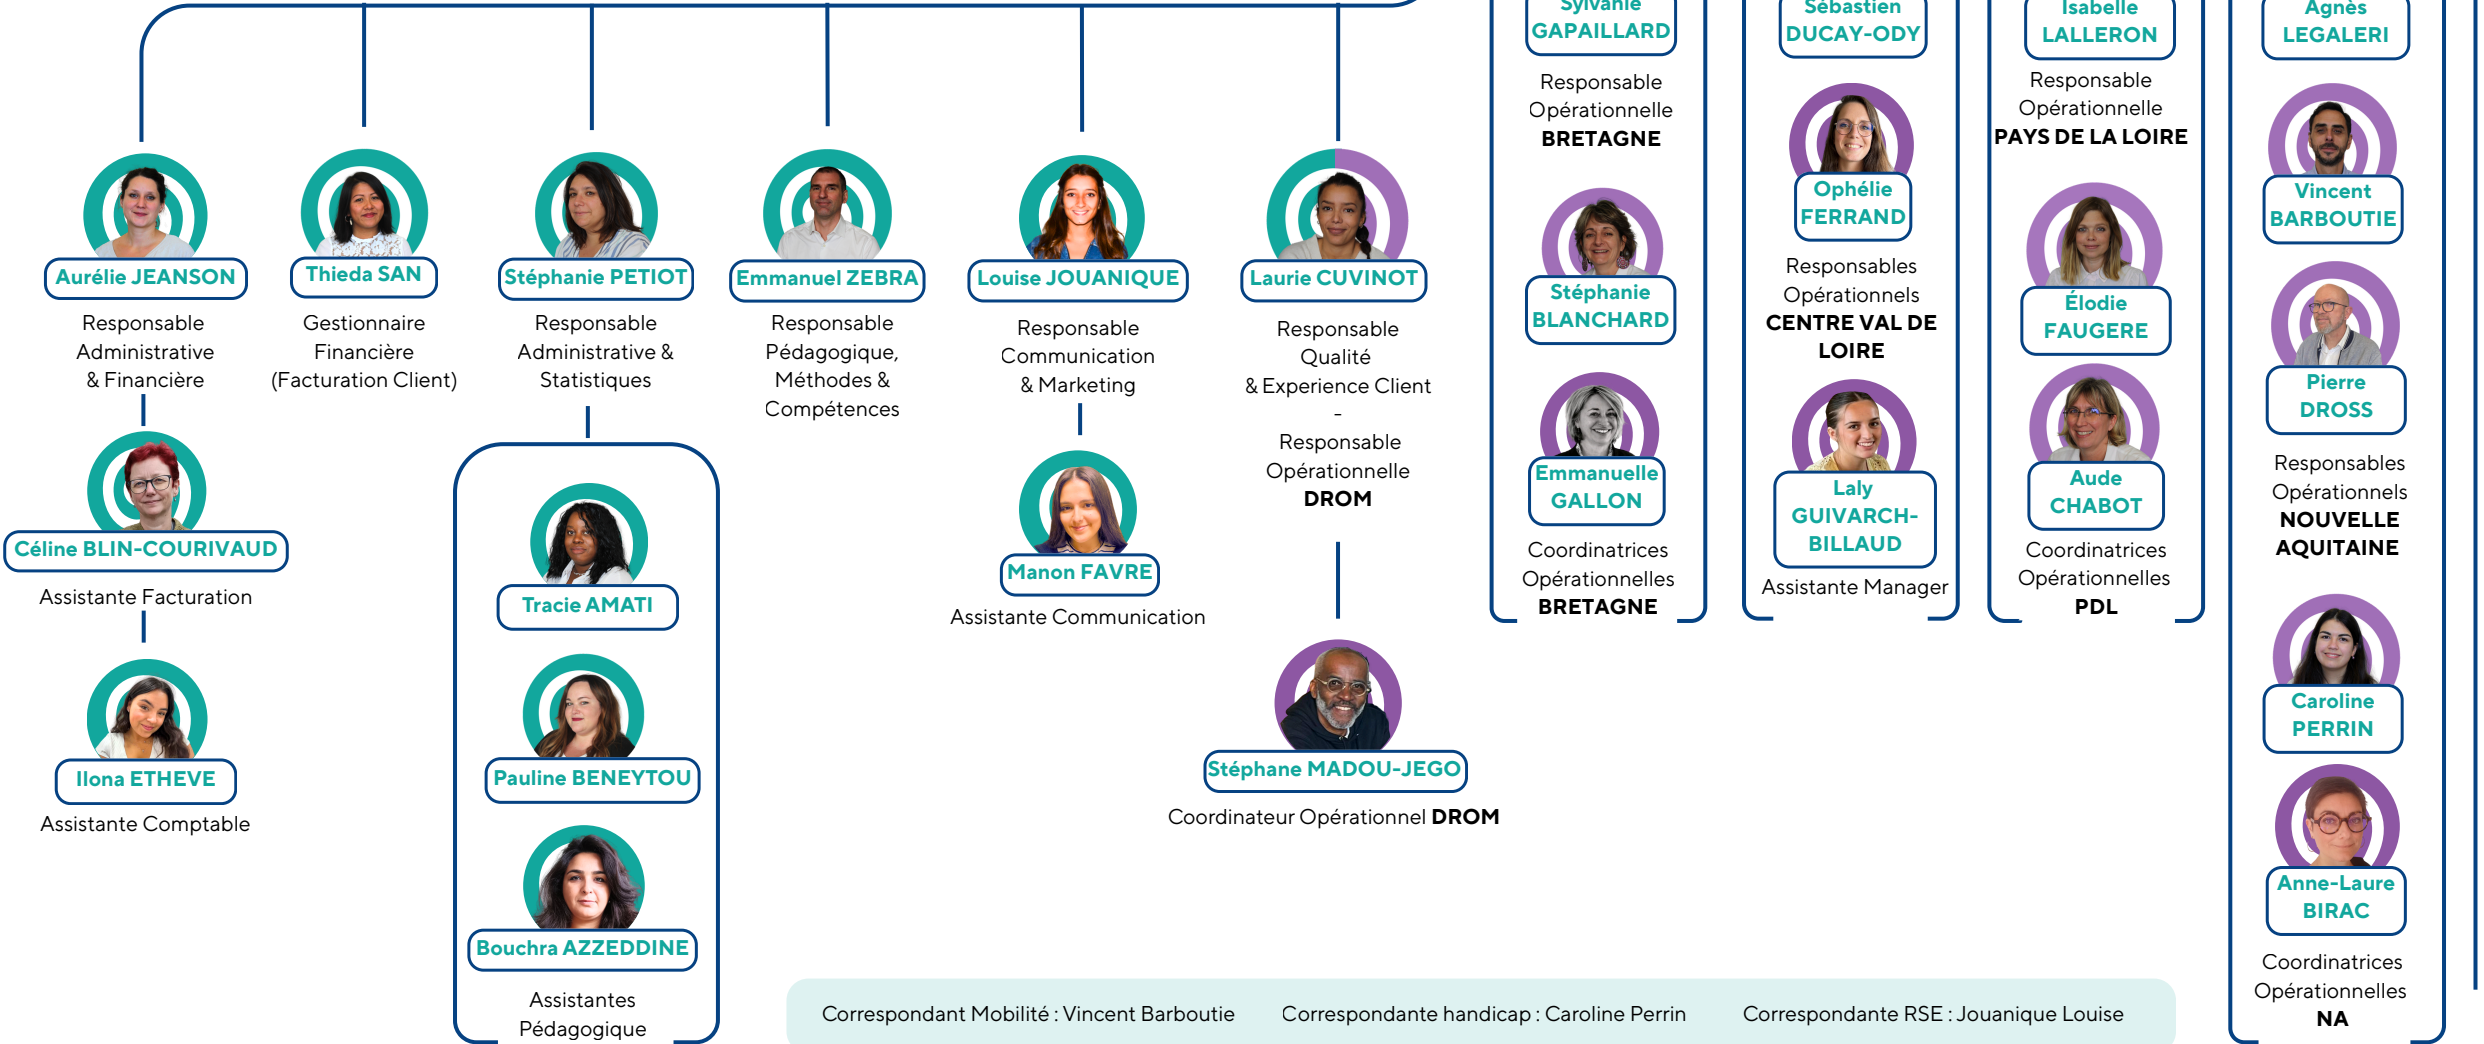 Aurélie JEANSON
Responsable
Administrative
& Financière
Céline BLIN-COURIVAUD
Assistante Facturation
Ilona ETHEVE
Assistante Comptable
Thieda SAN
Gestionnaire
Financière
(Facturation Client)
Stéphanie PETIOT
Responsable
Administrative &
Statistiques
Tracie AMATI
Pauline BENEYTOU
Bouchra AZZEDDINE
Assistantes
Pédagogique
Emmanuel ZEBRA
Responsable
Pédagogique,
Méthodes &
Compétences
Louise JOUANIQUE
Responsable
Communication
& Marketing
Manon FAVRE
Assistante Communication
Laurie CUVINOT
Responsable
Qualité
& Experience Client
-
Responsable
Opérationnelle
DROM
Stéphane MADOU-JEGO
Coordinateur Opérationnel DROM
Sylvanie
GAPAILLARD
Responsable
Opérationnelle
BRETAGNE
Stéphanie
BLANCHARD
Emmanuelle
GALLON
Coordinatrices
Opérationnelles
BRETAGNE
Sébastien
DUCAY-ODY
Ophélie
FERRAND
Responsables
Opérationnels
CENTRE VAL DE
LOIRE
Laly
GUIVARCH-
BILLAUD
Assistante Manager
Isabelle
LALLERON
Responsable
Opérationnelle
PAYS DE LA LOIRE
Élodie
FAUGERE
Aude
CHABOT
Coordinatrices
Opérationnelles
PDL
Agnès
LEGALERI
Vincent
BARBOUTIE
Pierre
DROSS
Responsables
Opérationnels
NOUVELLE
AQUITAINE
Caroline
PERRIN
Anne-Laure
BIRAC
Coordinatrices
Opérationnelles
NA
Correspondant Mobilité : Vincent Barboutie Correspondante handicap : Caroline Perrin Correspondante RSE : Jouanique Louise